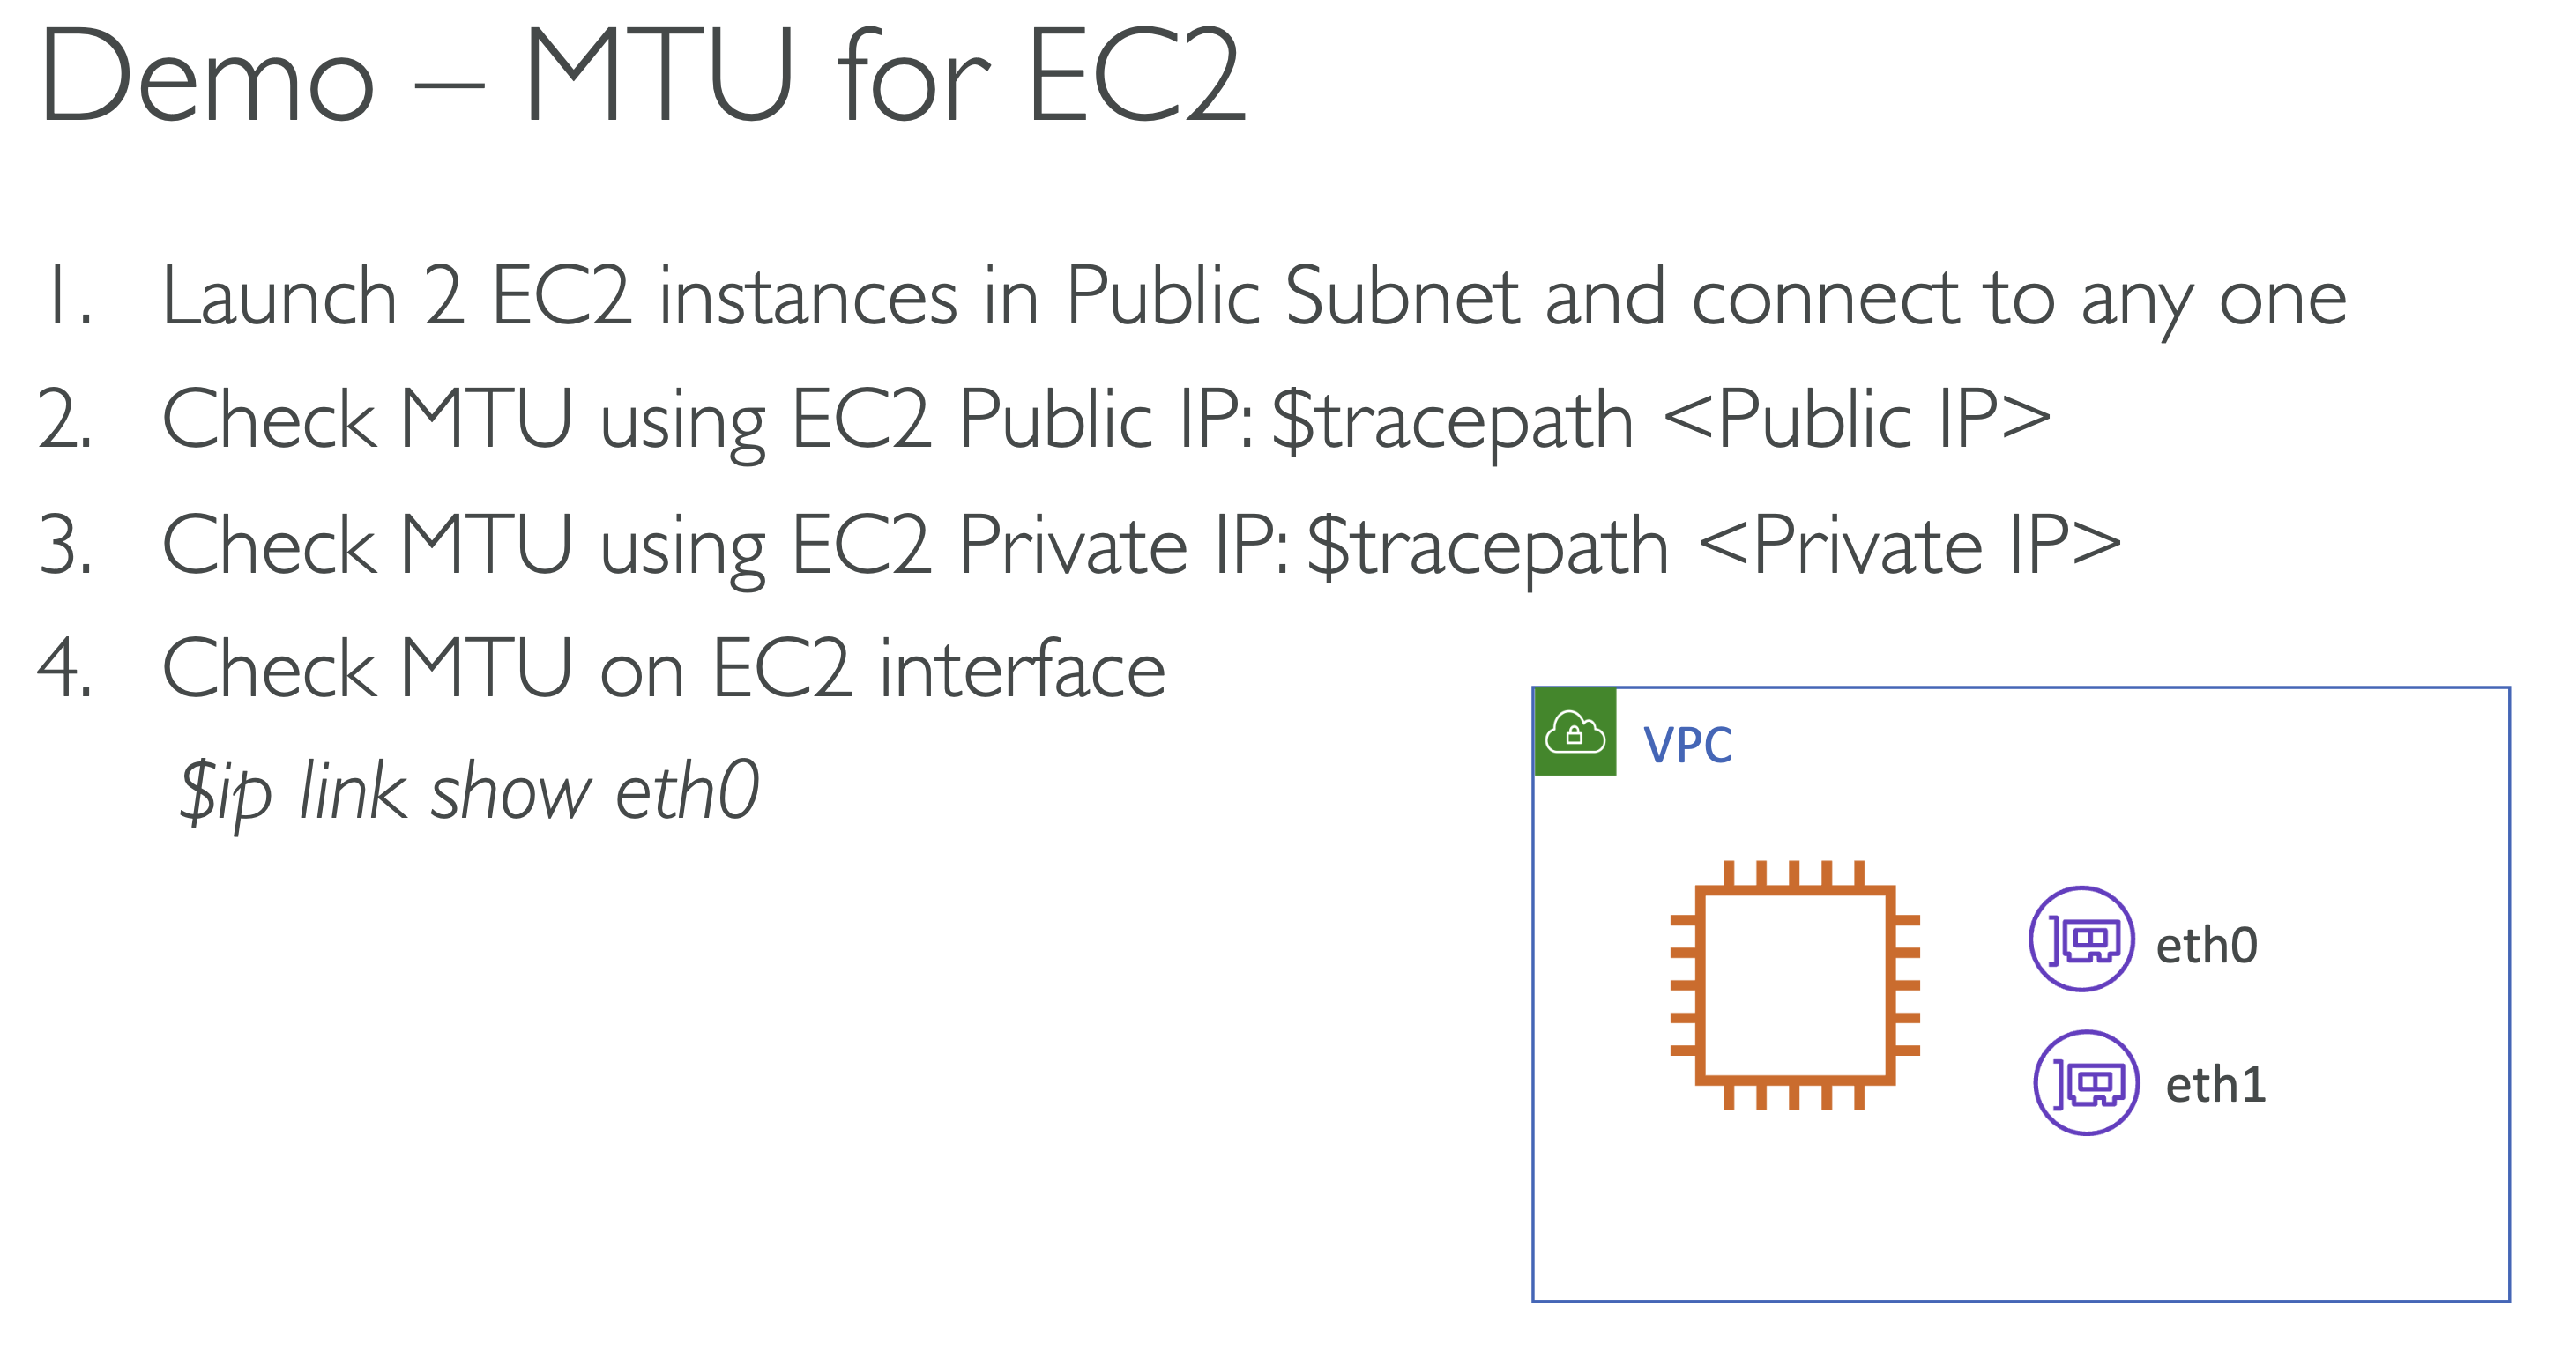 Demo – MTU for EC2
1. Launch 2 EC2 instances in Public Subnet and connect to any one
2. Check MTU using EC2 Public IP: $tracepath <Public IP>
3. Check MTU using EC2 Private IP: $tracepath <Private IP>
4. Check MTU on EC2 interface
$ip link show eth0
VPC
eth0
eth1